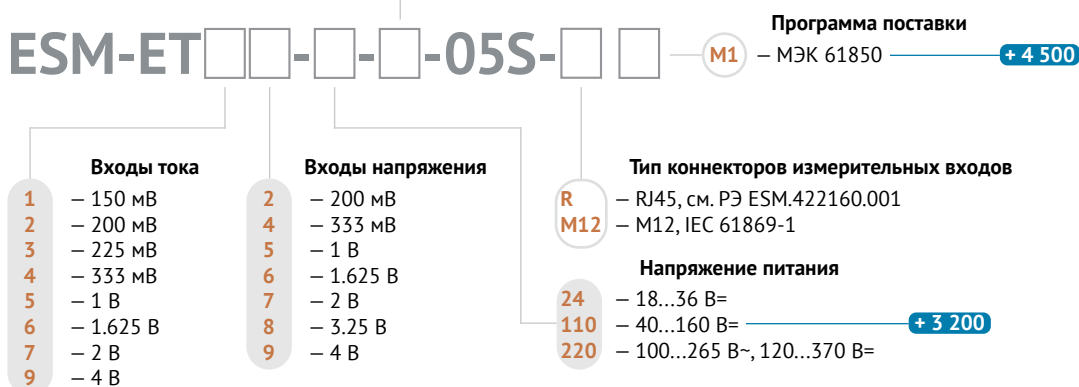 Программа поставки
ESM-ET□□-□-□-05S-□ □ M1 – МЭК 61850 + 4 500
Входы тока
1 – 150 мВ
2 – 200 мВ
3 – 225 мВ
4 – 333 мВ
5 – 1 В
6 – 1.625 В
7 – 2 В
9 – 4 В
Входы напряжения
2 – 200 мВ
4 – 333 мВ
5 – 1 В
6 – 1.625 В
7 – 2 В
8 – 3.25 В
9 – 4 В
Тип коннекторов измерительных входов
R – RJ45, см. РЭ ESM.422160.001
M12 – M12, IEC 61869-1
Напряжение питания
24 – 18...36 В=
110 – 40...160 В= + 3 200
220 – 100...265 В~, 120...370 В=